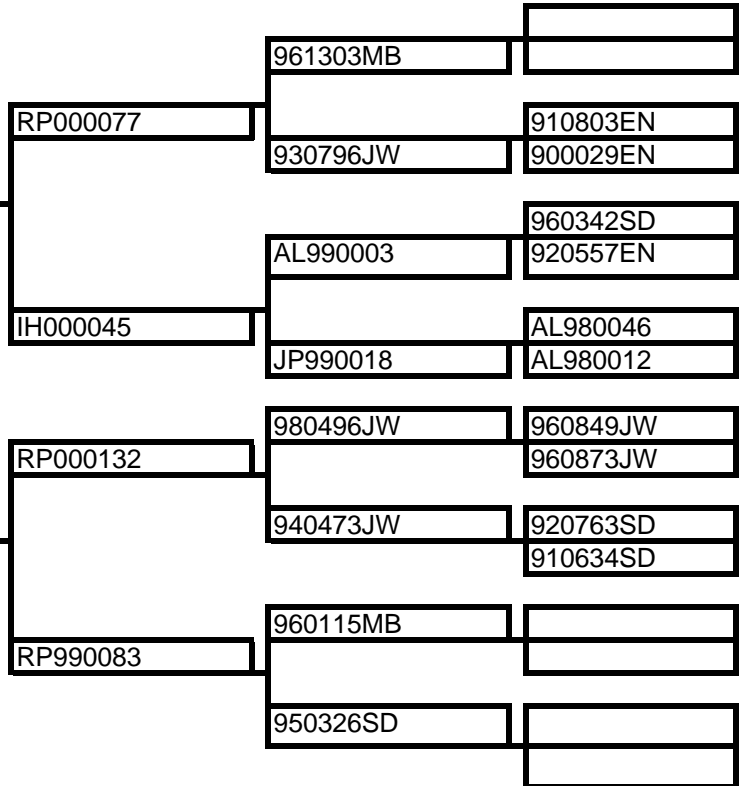 961303MB
RP000077
910803EN
930796JW
900029EN
960342SD
AL990003
920557EN
IH000045
AL980046
JP990018
AL980012
980496JW
960849JW
RP000132
960873JW
940473JW
920763SD
910634SD
960115MB
RP990083
950326SD